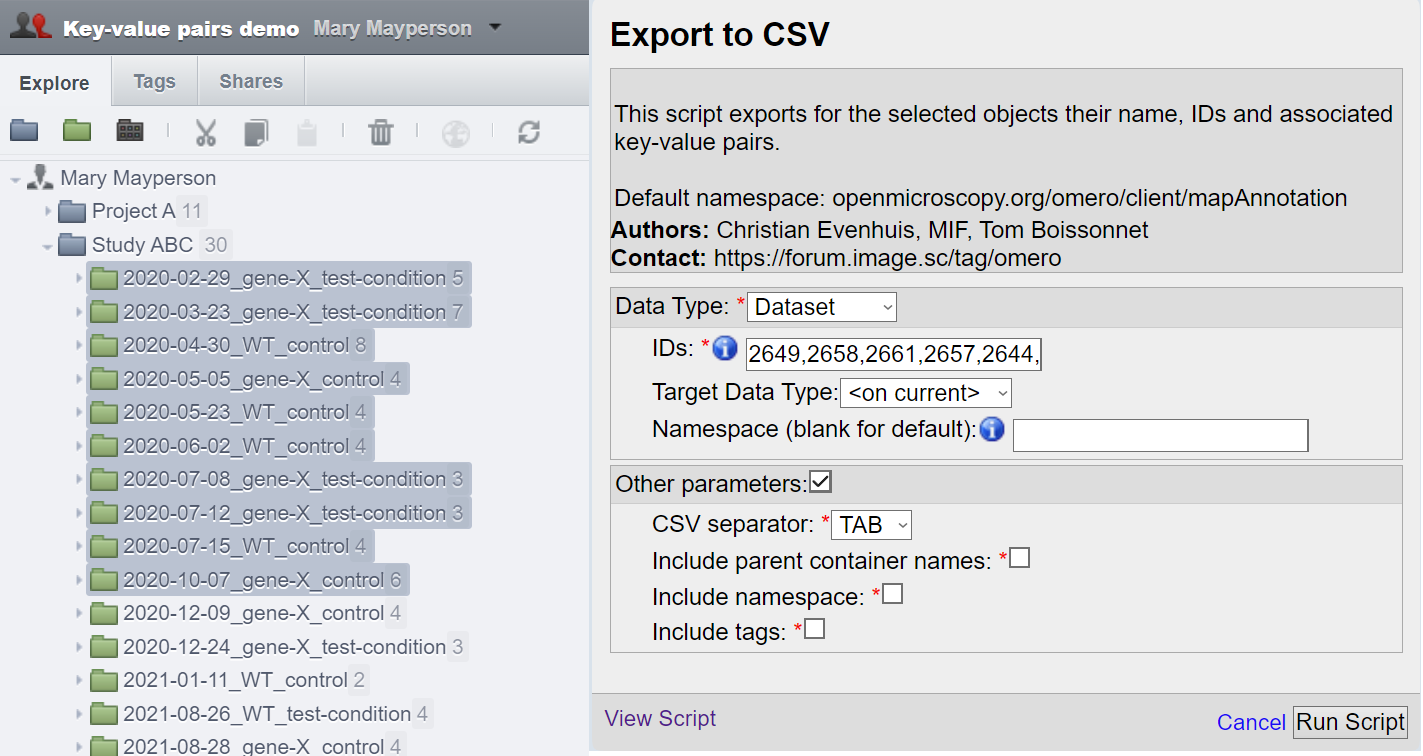 Key-value pairs demo Mary Mayperson
Explore Tags Shares
Mary Mayperson
Project A 11
Study ABC 30
2020-02-29_gene-X_test-condition 5
2020-03-23_gene-X_test-condition 7
2020-04-30_WT_control 8
2020-05-05_gene-X_control 4
2020-05-23_WT_control 4
2020-06-02_WT_control 4
2020-07-08_gene-X_test-condition 3
2020-07-12_gene-X_test-condition 3
2020-07-15_WT_control 4
2020-10-07_gene-X_control 6
2020-12-09_gene-X_control 4
2020-12-24_gene-X_test-condition 3
2021-01-11_WT_control 2
2021-08-26_WT_test-condition 4
2021-08-28_gene-X_control 4
Export to CSV
This script exports for the selected objects their name, IDs and associated
key-value pairs.
Default namespace: openmicroscopy.org/omero/client/mapAnnotation
Authors: Christian Evenhuis, MIF, Tom Boissonnet
Contact: https://forum.image.sc/tag/omero
Data Type: * Dataset
IDs: * 2649,2658,2661,2657,2644,
Target Data Type: <on current>
Namespace (blank for default):
Other parameters:
CSV separator: * TAB
Include parent container names: *
Include namespace: *
Include tags: *
View Script
Cancel Run Script